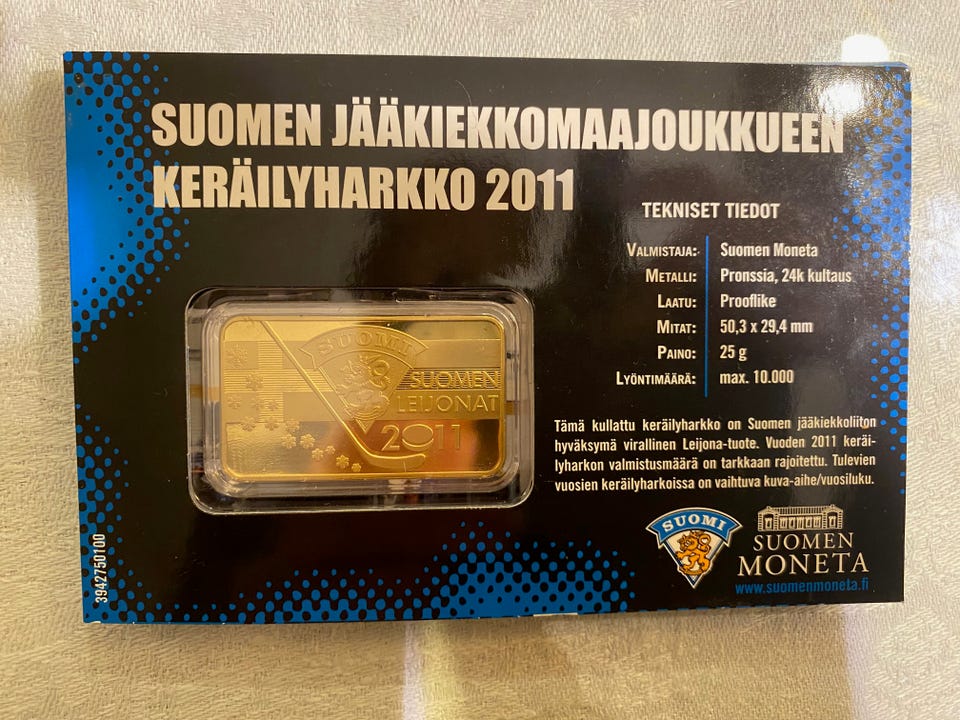 SUOMEN JÄÄKIEKKOMAAJOUKKUEEN
KERÄILYHARKKO 2011
TEKNISET TIEDOT
VALMISTAJA: Suomen Moneta
METALLI: Pronssia, 24k kultaus
LAATU: Prooflike
MITAT: 50,3 x 29,4 mm
PAINO: 25 g
LYÖNTIMÄÄRÄ: max. 10.000
SUOMI
SUOMEN
LEIJONAT
2011
Tämä kullattu keräilyharkko on Suomen jääkiekkoliiton
hyväksymä virallinen Leijona-tuote. Vuoden 2011 keräi-
lyharkon valmistusmäärä on tarkkaan rajoitettu. Tulevien
vuosien keräilyharkoissa on vaihtuva kuva-aihe/vuosiluku.
SUOMI
SUOMEN
MONETA
www.suomenmoneta.fi
3942750100